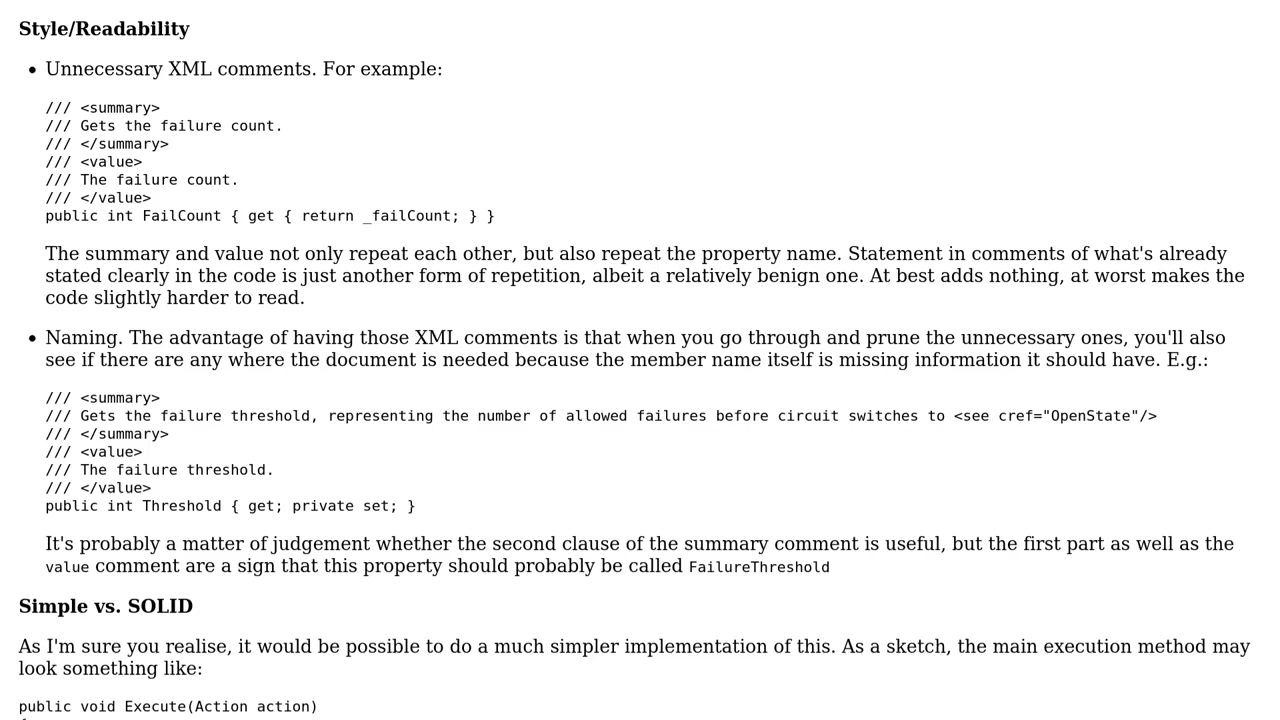 Style/Readability
• Unnecessary XML comments. For example:
/// <summary>
/// Gets the failure count.
/// </summary>
/// <value>
/// The failure count.
/// </value>
public int FailCount { get { return _failCount; } }
The summary and value not only repeat each other, but also repeat the property name. Statement in comments of what's already
stated clearly in the code is just another form of repetition, albeit a relatively benign one. At best adds nothing, at worst makes the
code slightly harder to read.
• Naming. The advantage of having those XML comments is that when you go through and prune the unnecessary ones, you'll also
see if there are any where the document is needed because the member name itself is missing information it should have. E.g.:
/// <summary>
/// Gets the failure threshold, representing the number of allowed failures before circuit switches to <see cref="OpenState"/>
/// </summary>
/// <value>
/// The failure threshold.
/// </value>
public int Threshold { get; private set; }
It's probably a matter of judgement whether the second clause of the summary comment is useful, but the first part as well as the
value comment are a sign that this property should probably be called FailureThreshold
Simple vs. SOLID
As I'm sure you realise, it would be possible to do a much simpler implementation of this. As a sketch, the main execution method may
look something like:
public void Execute(Action action)